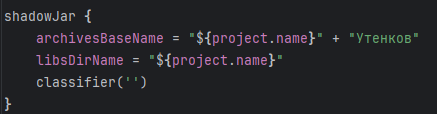 shadowJar {
    archivesBaseName = "${project.name}" + "Утенков"
    libsDirName = "${project.name}"
    classifier('')
}